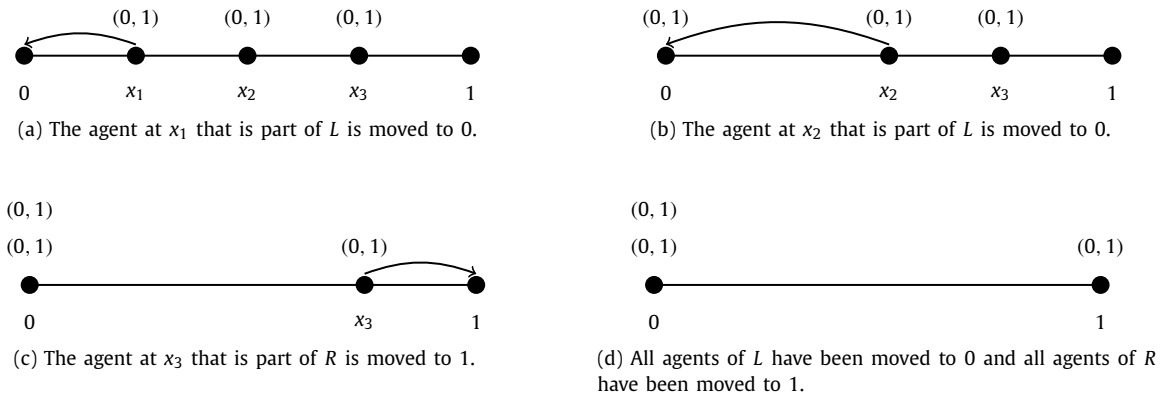 (0, 1) (0, 1) (0, 1)
0 x₁ x₂ x₃ 1
(a) The agent at x₁ that is part of L is moved to 0.
(0, 1) (0, 1) (0, 1)
0 x₂ x₃ 1
(b) The agent at x₂ that is part of L is moved to 0.
(0, 1)
(0, 1) (0, 1)
0 x₃ 1
(c) The agent at x₃ that is part of R is moved to 1.
(0, 1)
(0, 1) (0, 1)
0 1
(d) All agents of L have been moved to 0 and all agents of R
have been moved to 1.